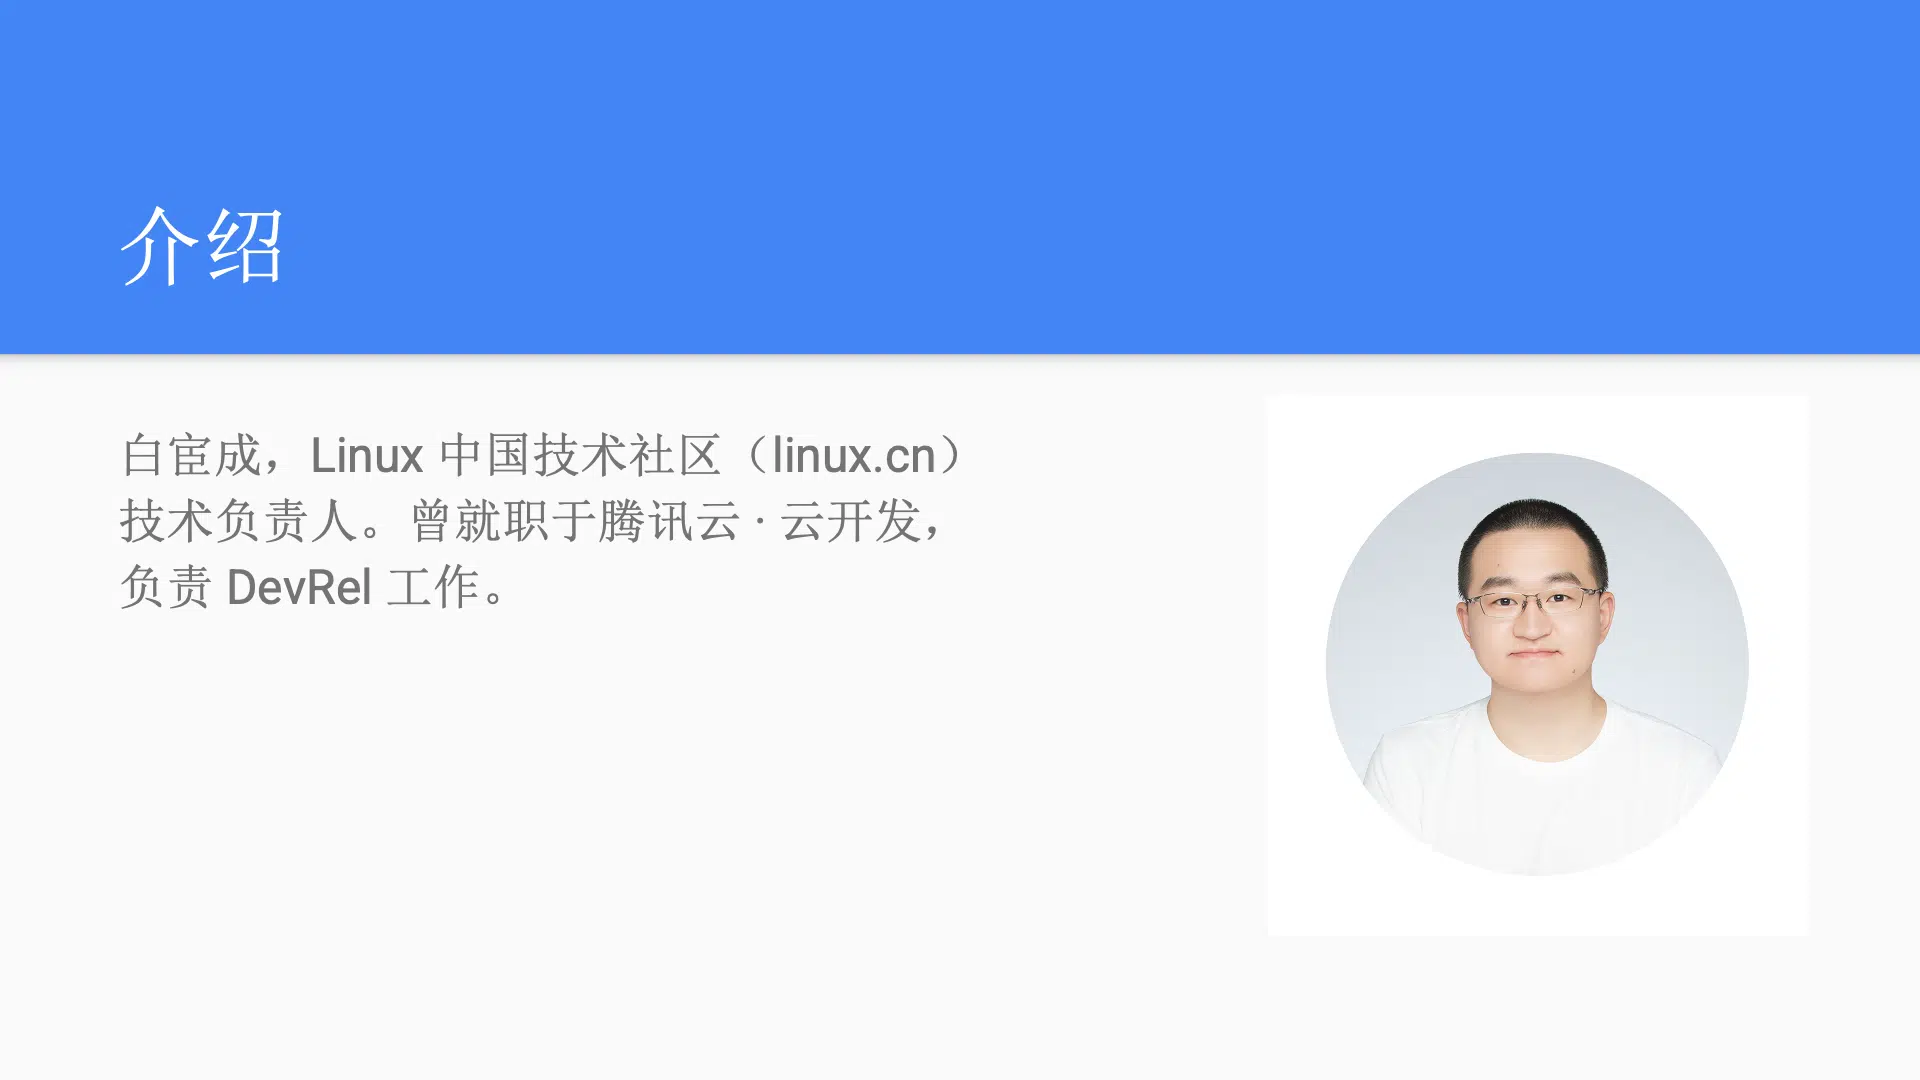 介绍
白宦成，Linux 中国技术社区（linux.cn）
技术负责人。曾就职于腾讯云 · 云开发，
负责 DevRel 工作。